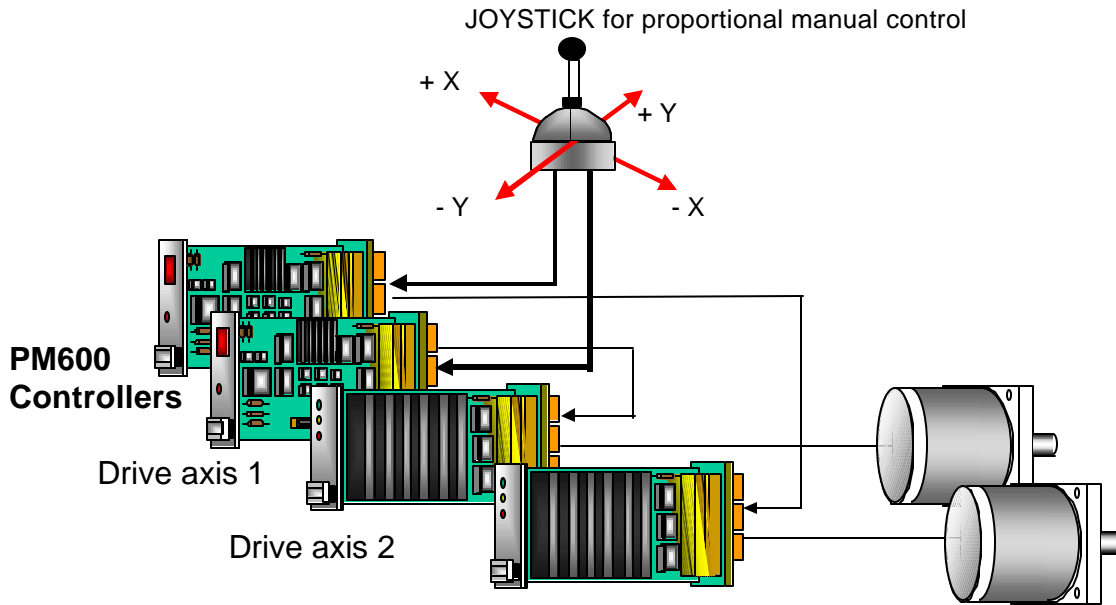 JOYSTICK for proportional manual control
+ X
+ Y
- Y
- X
PM600
Controllers
Drive axis 1
Drive axis 2